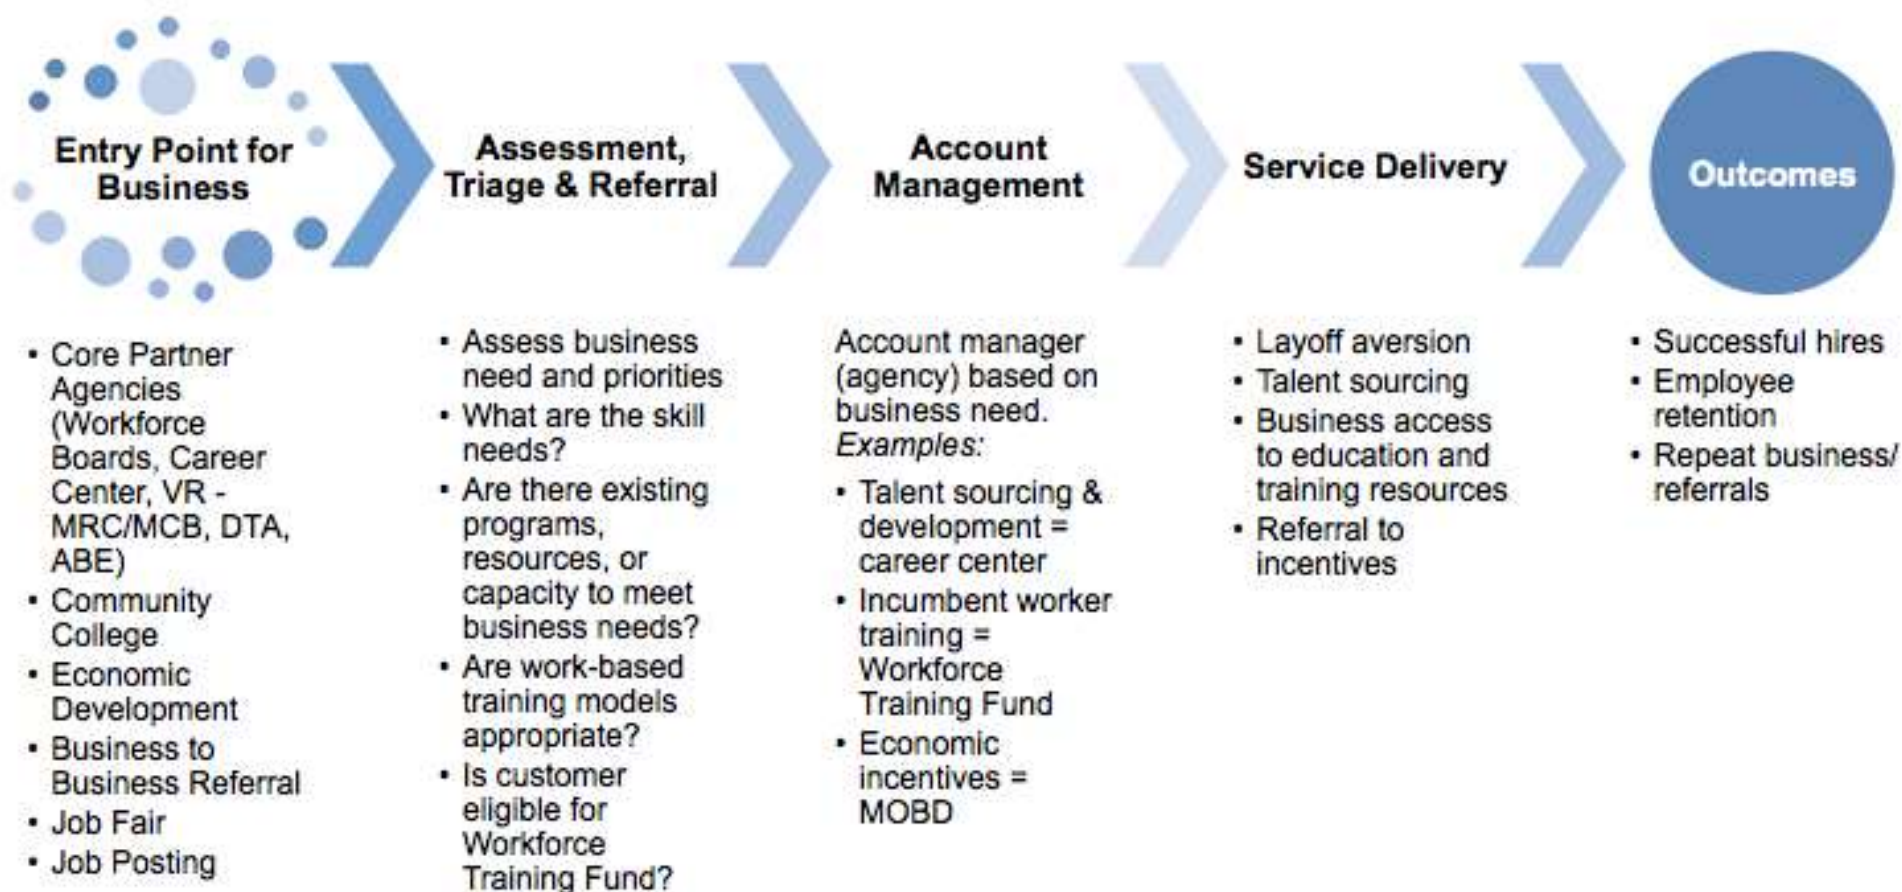 Entry Point for
Business
Assessment,
Triage & Referral
Account
Management
Service Delivery
Outcomes
• Core Partner
Agencies
(Workforce
Boards, Career
Center, VR -
MRC/MCB, DTA,
ABE)
• Community
College
• Economic
Development
• Business to
Business Referral
• Job Fair
• Job Posting
• Assess business
need and priorities
• What are the skill
needs?
• Are there existing
programs,
resources, or
capacity to meet
business needs?
• Are work-based
training models
appropriate?
• Is customer
eligible for
Workforce
Training Fund?
Account manager
(agency) based on
business need.
Examples:
• Talent sourcing &
development =
career center
• Incumbent worker
training =
Workforce
Training Fund
• Economic
incentives =
MOBD
• Layoff aversion
• Talent sourcing
• Business access
to education and
training resources
• Referral to
incentives
• Successful hires
• Employee
retention
• Repeat business/
referrals